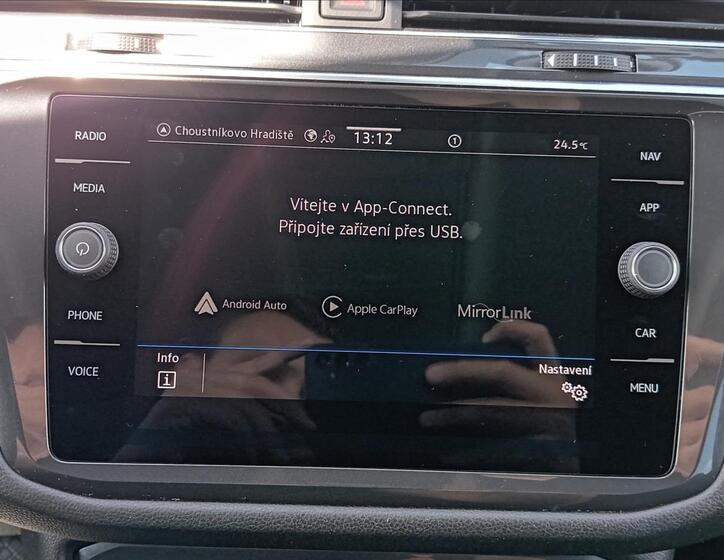 RADIO
MEDIA
PHONE
VOICE
Choustníkovo Hradiště
13:12
1
24.5°C
Vítejte v App-Connect.
Připojte zařízení přes USB.
Android Auto
Apple CarPlay
MirrorLink
Info
i
Nastavení
NAV
APP
CAR
MENU